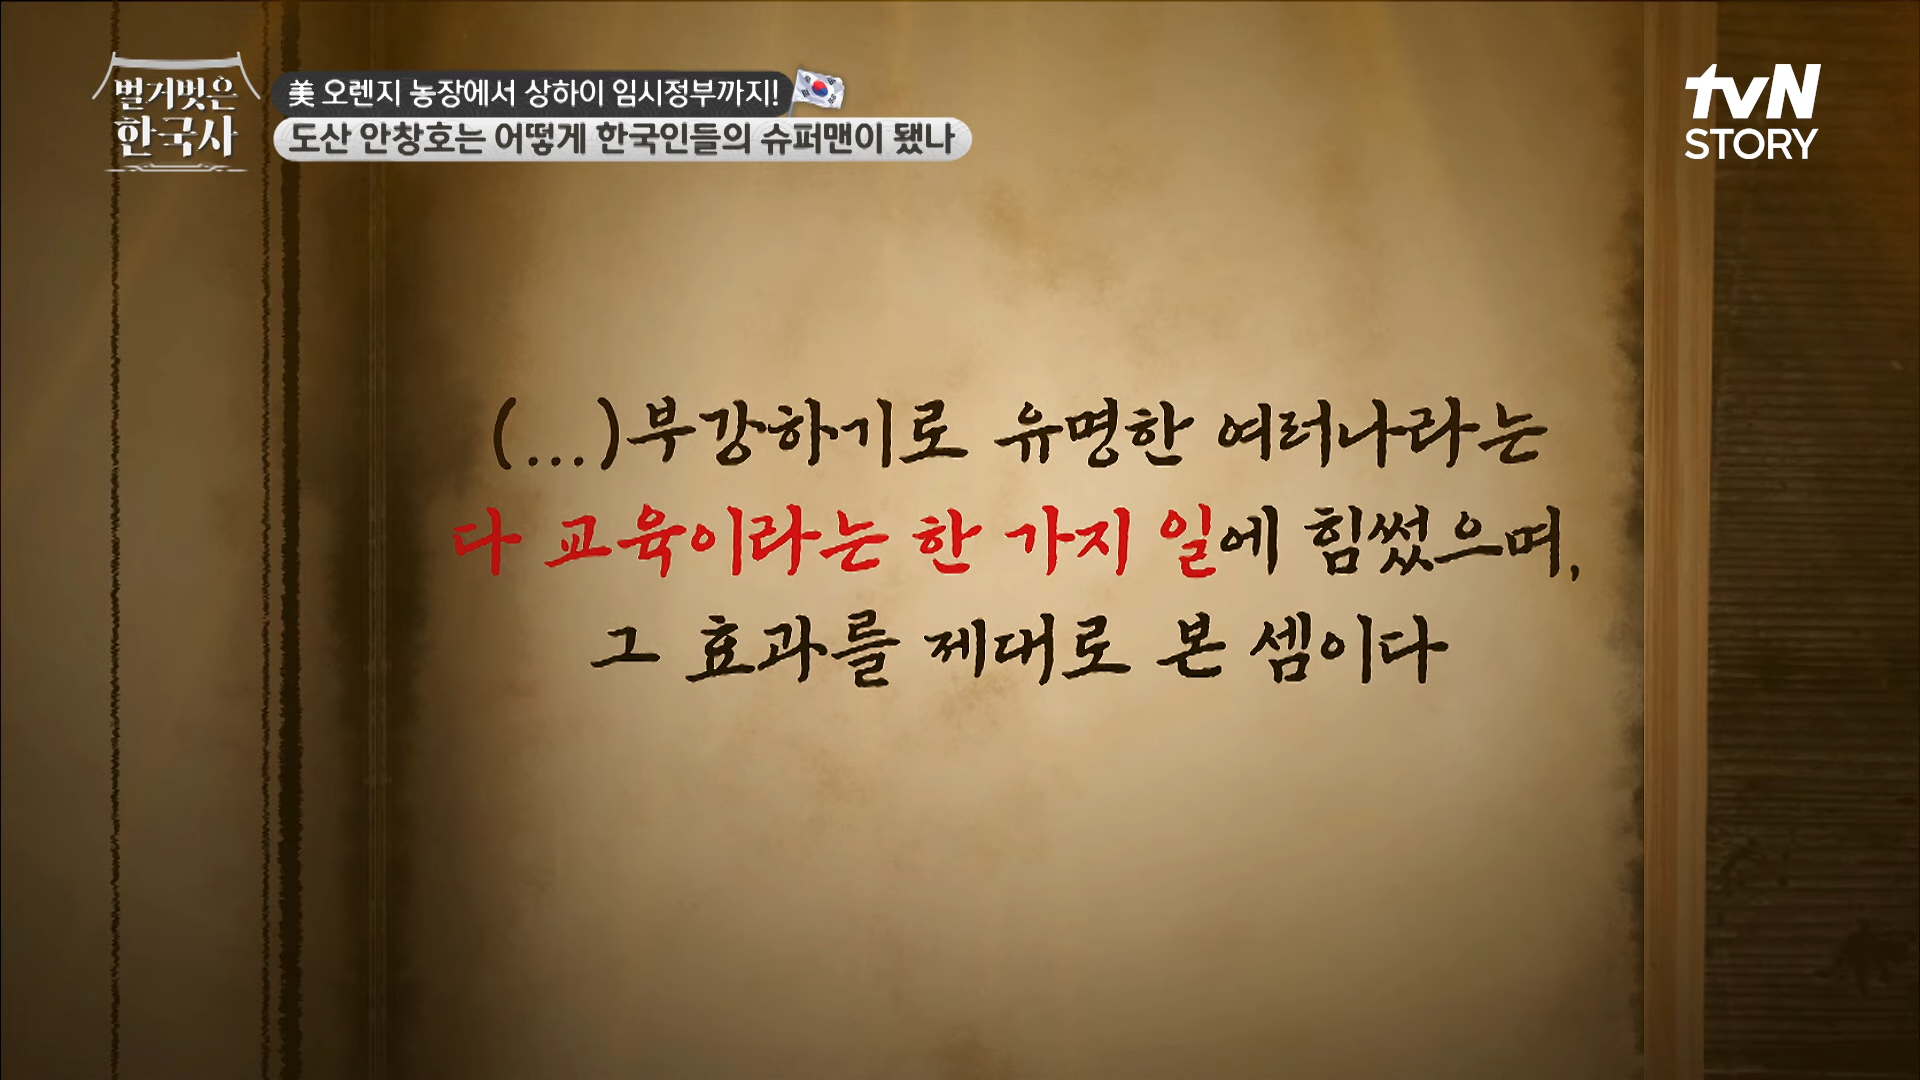 벌거벗은
한국사
美 오렌지 농장에서 상하이 임시정부까지!
도산 안창호는 어떻게 한국인들의 슈퍼맨이 됐나
tvN
STORY
(...)부강하기로 유명한 여러나라는
다 교육이라는 한 가지 일에 힘썼으며,
그 효과를 제대로 본 셈이다